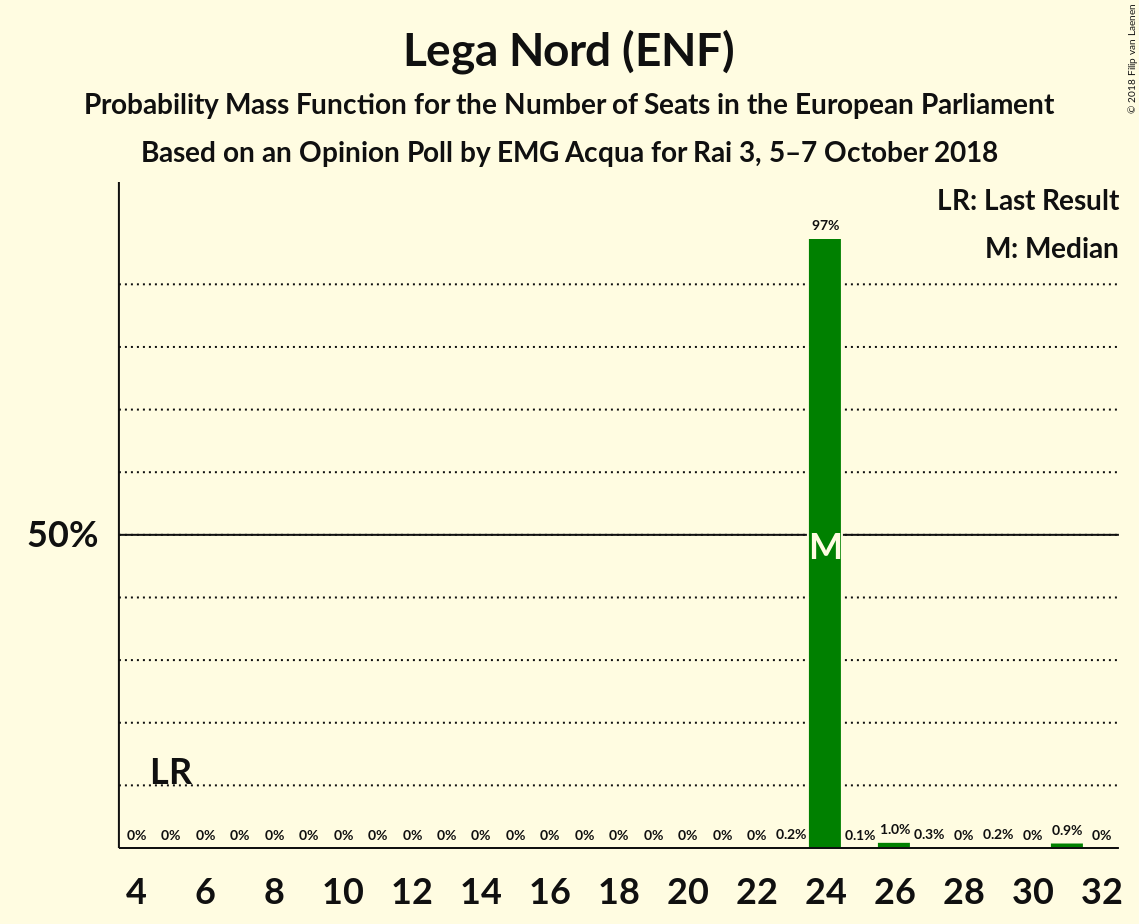 Lega Nord (ENF)
Probability Mass Function for the Number of Seats in the European Parliament
Based on an Opinion Poll by EMG Acqua for Rai 3, 5–7 October 2018
© 2018 Filip van Laenen
LR: Last Result
M: Median
97%
50%
M
LR
0% 0% 0% 0% 0% 0% 0% 0% 0% 0% 0% 0% 0% 0% 0% 0% 0% 0% 0% 0.2% 0.1% 1.0% 0.3% 0% 0.2% 0% 0.9% 0%
4 6 8 10 12 14 16 18 20 22 24 26 28 30 32